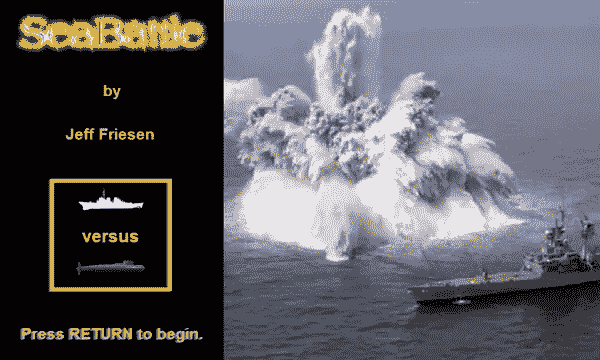 SeaBattle
by
Jeff Friesen
versus
Press RETURN to begin.